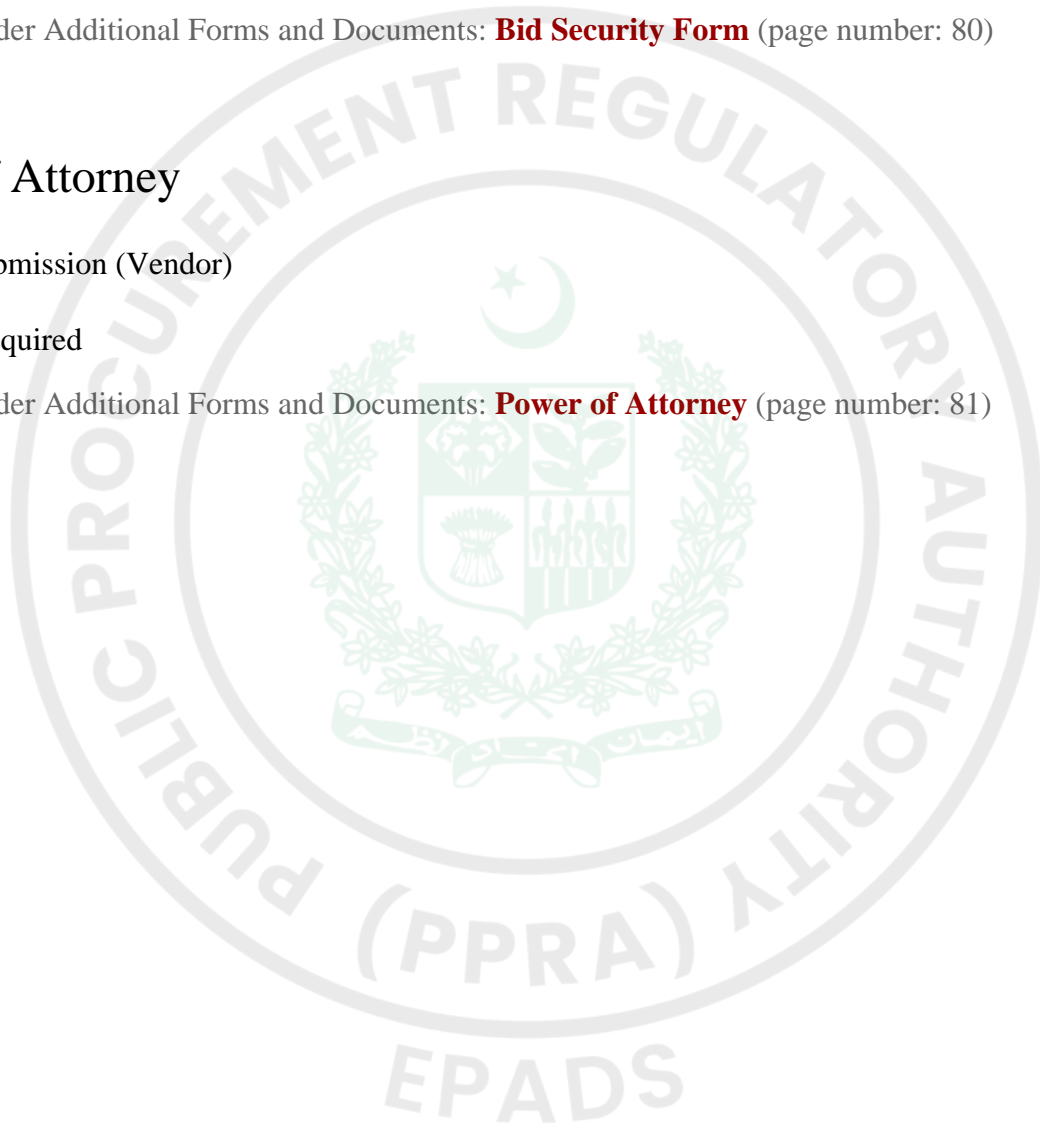 der Additional Forms and Documents: Bid Security Form (page number: 80)
Attorney
mission (Vendor)
quired
der Additional Forms and Documents: Power of Attorney (page number: 81)
PUBLIC PROCUREMENT REGULATORY AUTHORITY
(PPRA)
EPADS